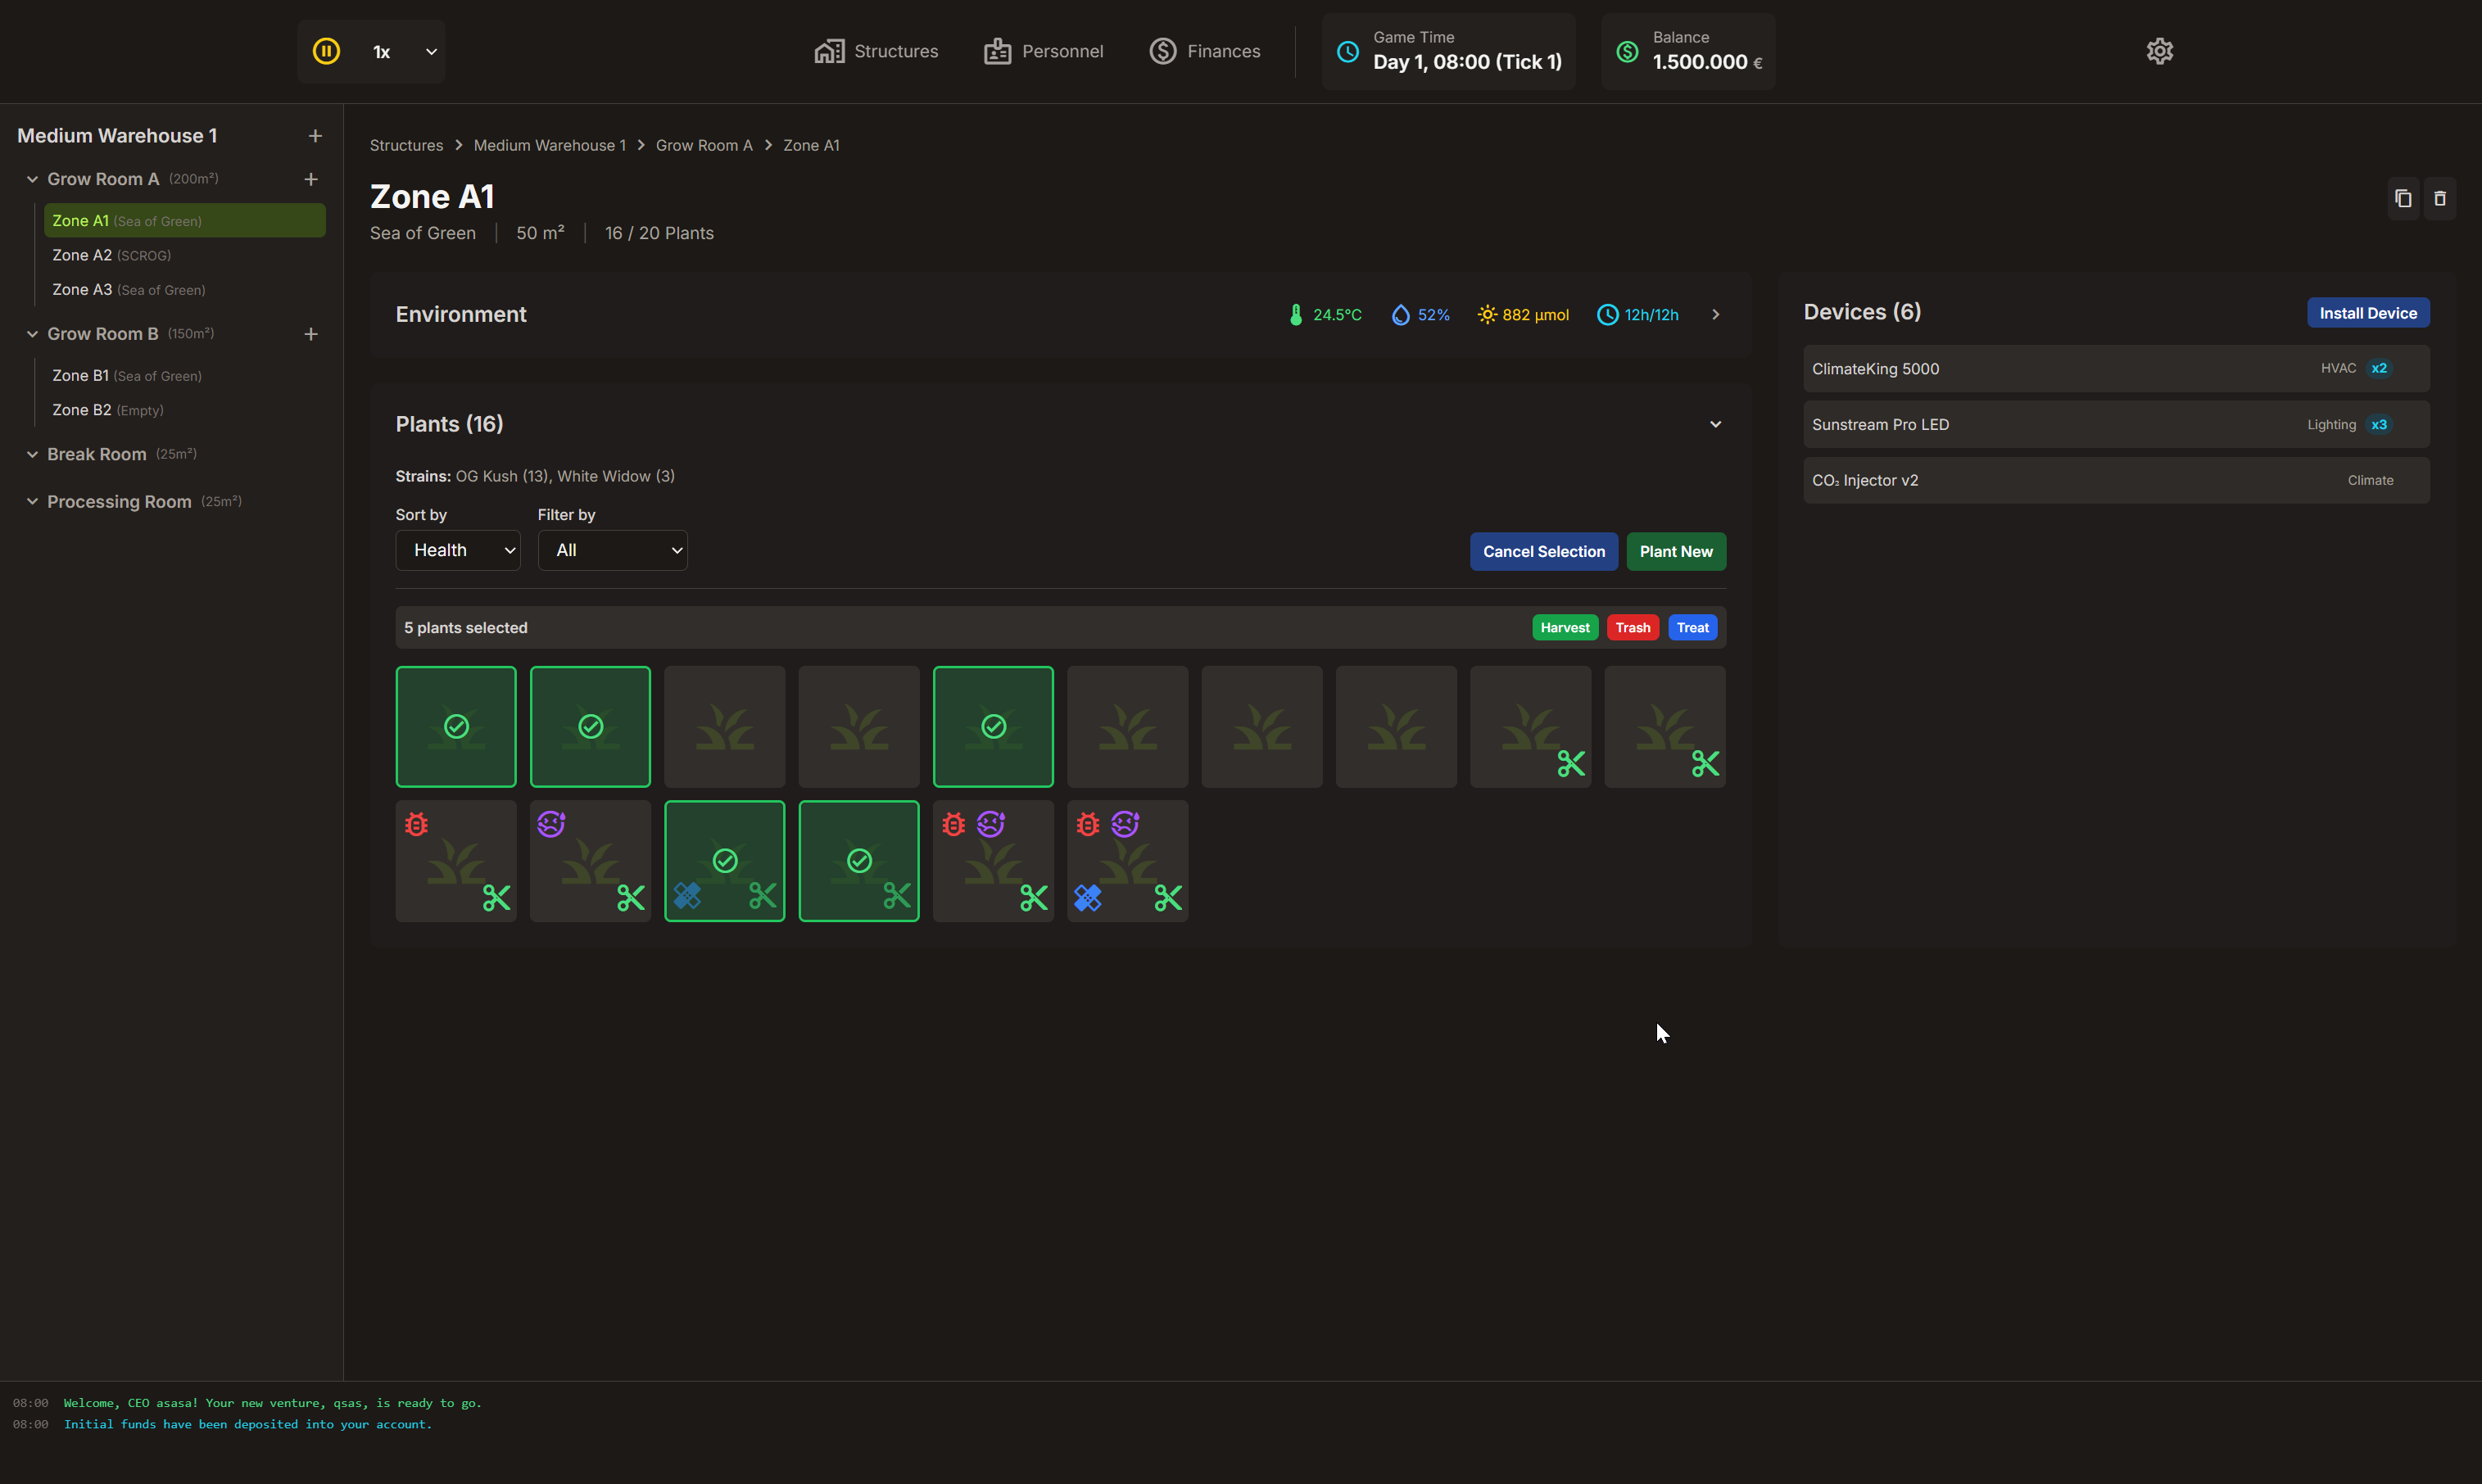 1x
Structures
Personnel
Finances
Game Time
Day 1, 08:00 (Tick 1)
Balance
1.500.000 €
Medium Warehouse 1
Grow Room A (200m²)
Zone A1 (Sea of Green)
Zone A2 (SCROG)
Zone A3 (Sea of Green)
Grow Room B (150m²)
Zone B1 (Sea of Green)
Zone B2 (Empty)
Break Room (25m²)
Processing Room (25m²)
Structures > Medium Warehouse 1 > Grow Room A > Zone A1
Zone A1
Sea of Green | 50 m² | 16 / 20 Plants
Environment
24.5°C
52%
882 µmol
12h/12h
Plants (16)
Strains: OG Kush (13), White Widow (3)
Sort by
Filter by
Health
All
Cancel Selection
Plant New
5 plants selected
Harvest
Trash
Treat
Devices (6)
Install Device
ClimateKing 5000
HVAC x2
Sunstream Pro LED
Lighting x3
CO₂ Injector v2
Climate
08:00 Welcome, CEO asasa! Your new venture, qsas, is ready to go.
08:00 Initial funds have been deposited into your account.